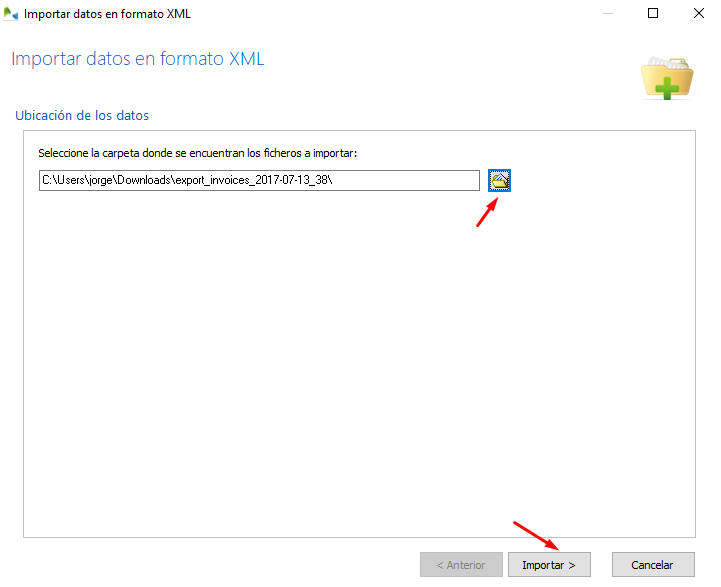 Importar datos en formato XML
Importar datos en formato XML
Ubicación de los datos
Seleccione la carpeta donde se encuentran los ficheros a importar:
C:\Users\jorge\Downloads\export_invoices_2017-07-13_38\
< Anterior
Importar >
Cancelar